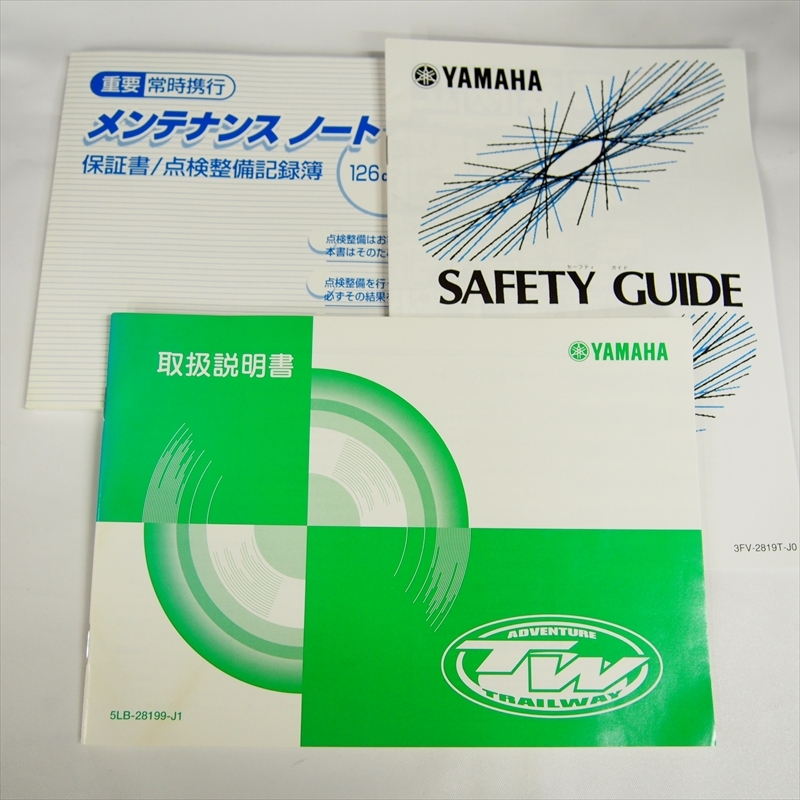 重要 常時携行
メンテナンス ノート
保証書/点検整備記録簿
126
点検整備はお
本書はそのた
点検整備を行
必ずその結果
YAMAHA
セーフティ ガイド
SAFETY GUIDE
3FV-2819T-J0
取扱説明書
YAMAHA
ADVENTURE
TW
TRAILWAY
5LB-28199-J1